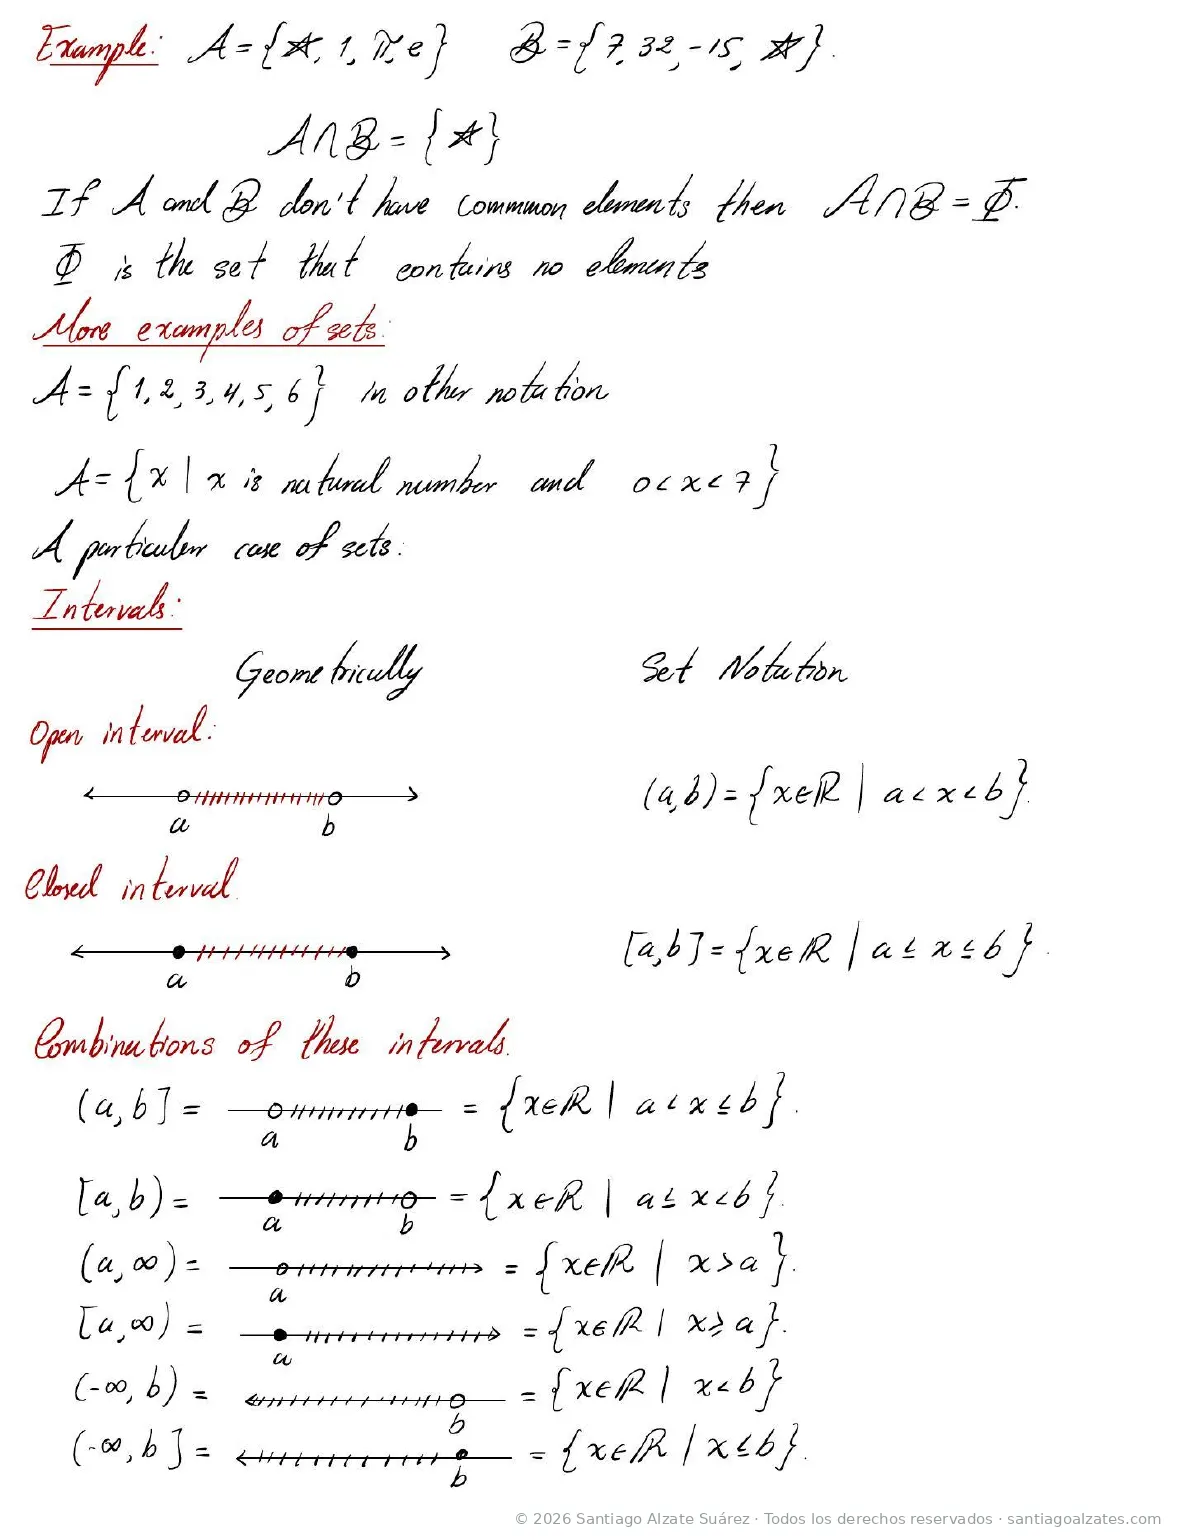 Example: A = {☆, 1, π, e} B = {7, 32, -15, ☆}.
A∩B = {☆}
If A and B don't have commmon elements then A∩B = Φ.
Φ is the set that contains no elements
More examples of sets:
A = {1, 2, 3, 4, 5, 6} in other notation
A = {x | x is natural number and 0 < x < 7}
A particular case of sets:
Intervals:
Geometrically Set Notation
Open interval:
(a,b) = {x∈ℝ | a < x < b}.
a b
Closed interval.
[a,b] = {x∈ℝ | a ≤ x ≤ b}.
a b
Combinations of these intervals.
(a, b] = = {x∈ℝ | a < x ≤ b}.
a b
[a, b) = = {x∈ℝ | a ≤ x < b}.
a b
(a, ∞) = = {x∈ℝ | x > a}.
a
[a, ∞) = = {x∈ℝ | x ≥ a}.
a
(-∞, b) = = {x∈ℝ | x < b}
b
(-∞, b] = = {x∈ℝ | x ≤ b}.
b
© 2026 Santiago Alzate Suárez · Todos los derechos reservados · santiagoalzates.com